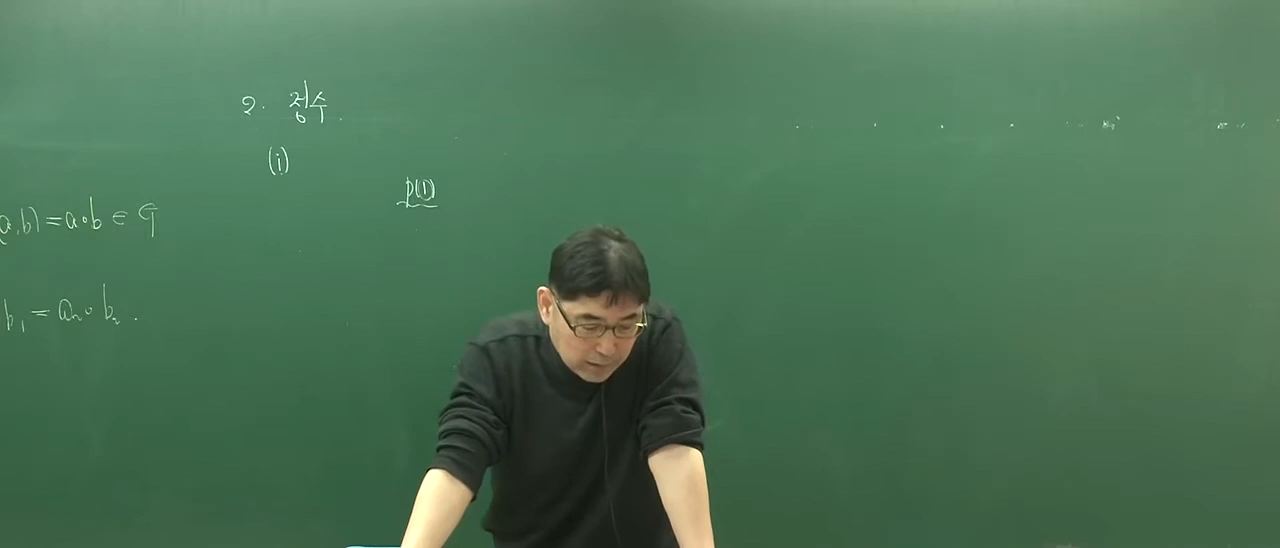 2. 정수.
(i)
p(1)
(a,b) = a∘b ∈ G
b₁ = a₂∘b₂.